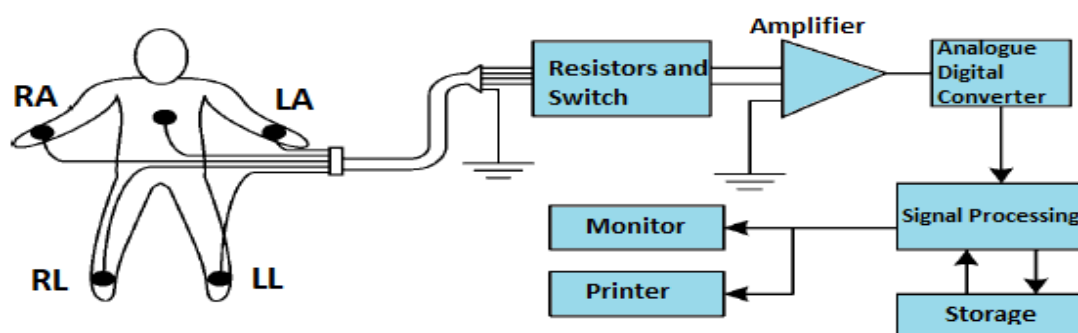 RA
LA
RL
LL
Resistors and
Switch
Amplifier
Analogue
Digital
Converter
Signal Processing
Monitor
Printer
Storage